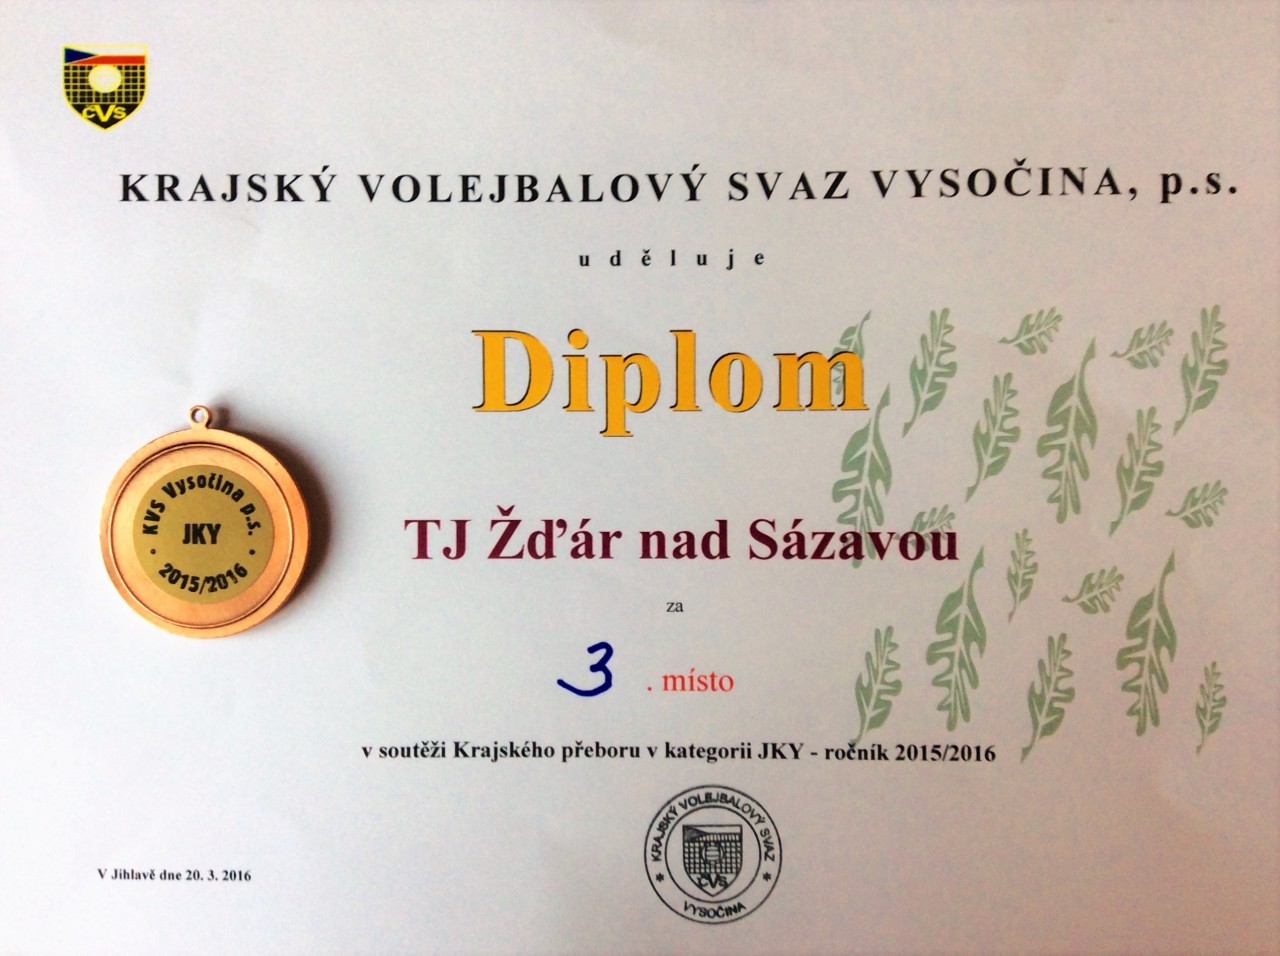 ČVS
KRAJSKÝ VOLEJBALOVÝ SVAZ VYSOČINA, p.s.
uděluje
Diplom
KVS Vysočina p.s.
JKY
2015/2016
TJ Žďár nad Sázavou
za
3 . místo
v soutěži Krajského přeboru v kategorii JKY - ročník 2015/2016
KRAJSKÝ VOLEJBALOVÝ SVAZ
ČVS
VYSOČINA
V Jihlavě dne 20. 3. 2016